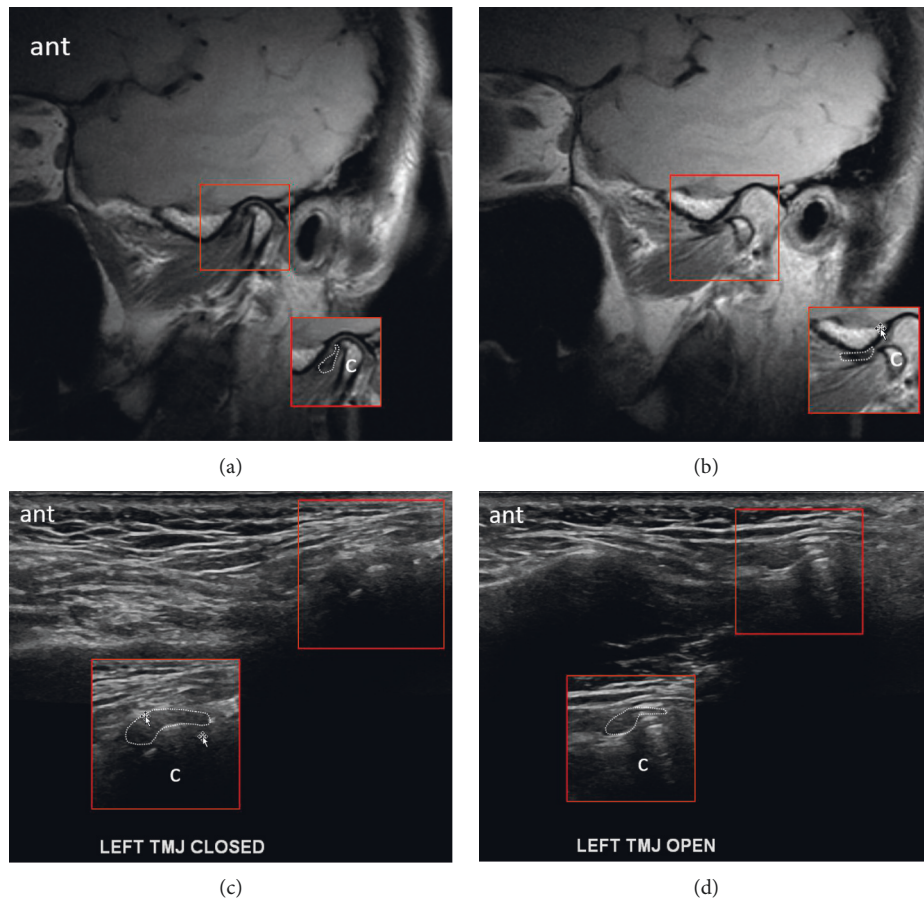 ant
C
C
(a)
(b)
ant
C
LEFT TMJ CLOSED
ant
C
LEFT TMJ OPEN
(c)
(d)